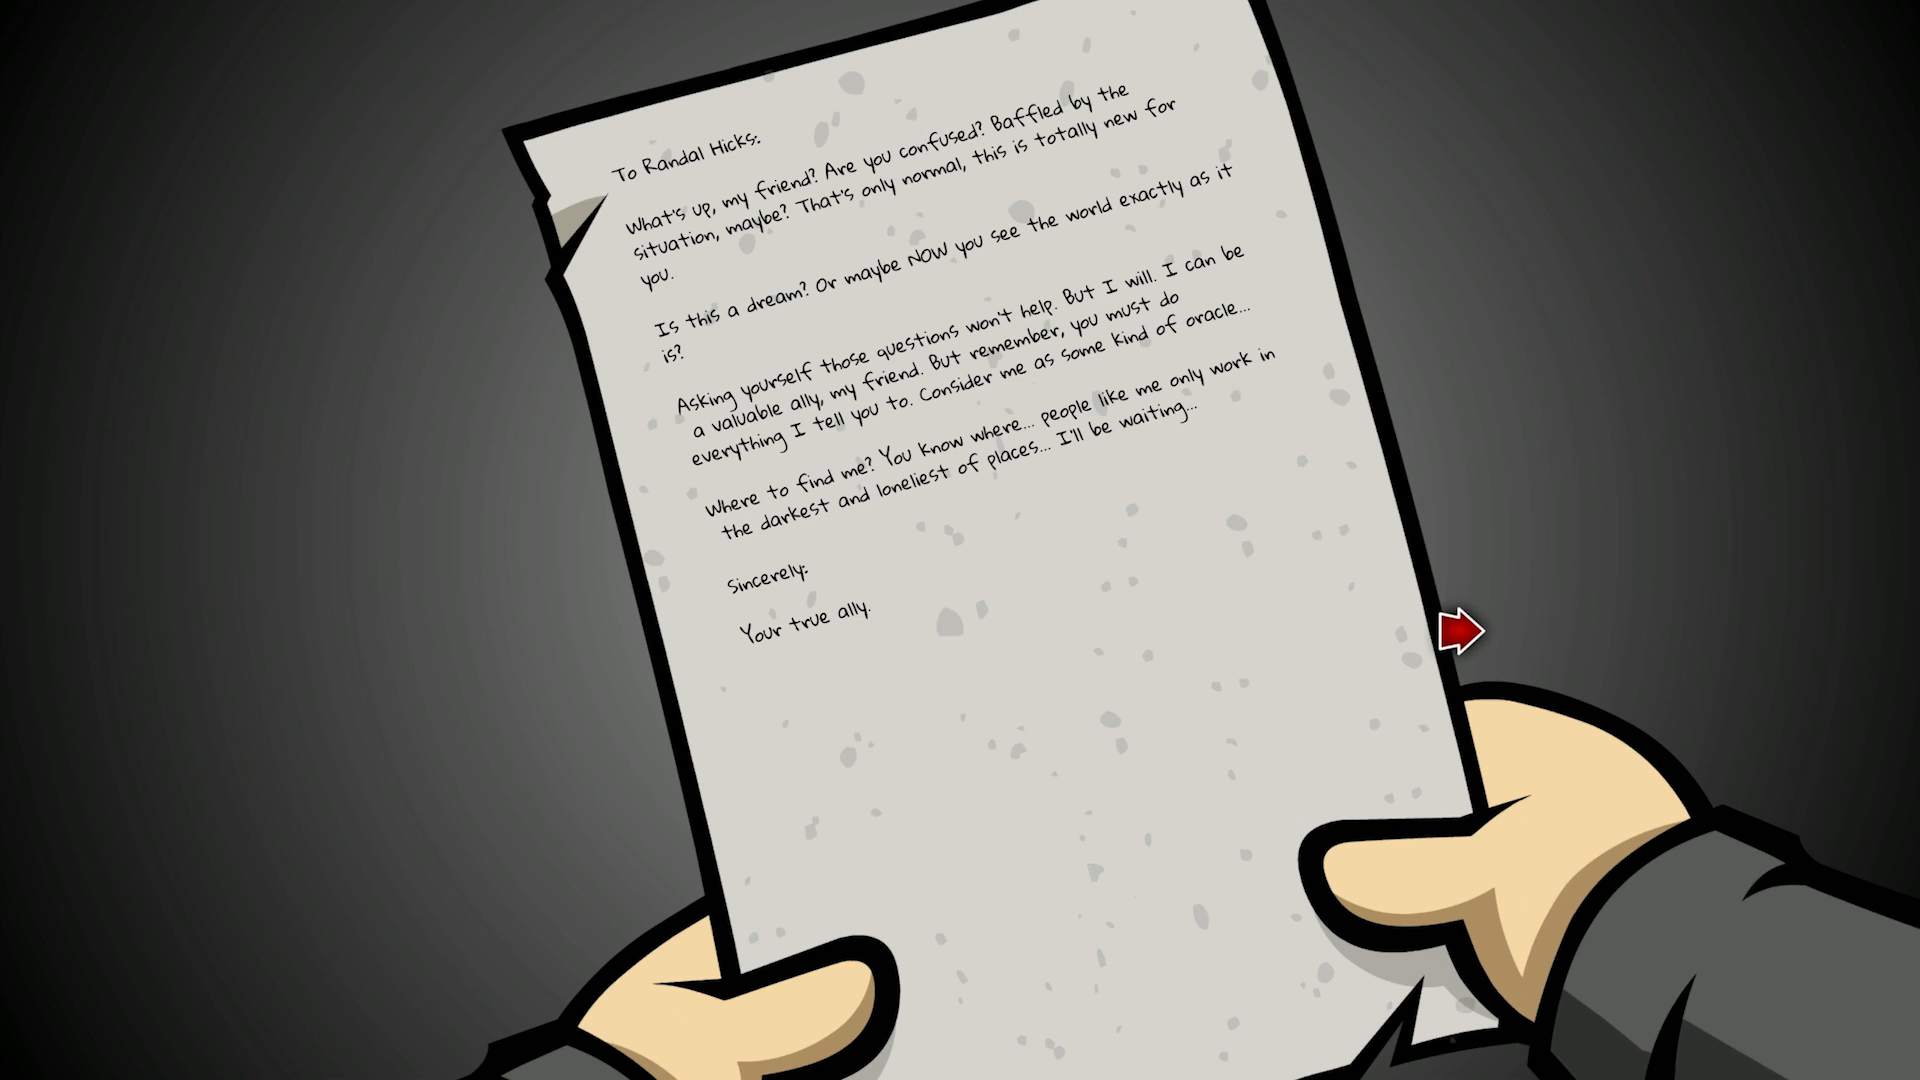 To Randal Hicks:
What's up, my friend? Are you confused? Baffled by the
situation, maybe? That's only normal, this is totally new for
you.
Is this a dream? Or maybe NOW you see the world exactly as it
is?
Asking yourself those questions won't help. But I will. I can be
a valuable ally, my friend. But remember, you must do
everything I tell you to. Consider me as some kind of oracle...
Where to find me? You know where... people like me only work in
the darkest and loneliest of places... I'll be waiting...
Sincerely:
Your true ally.